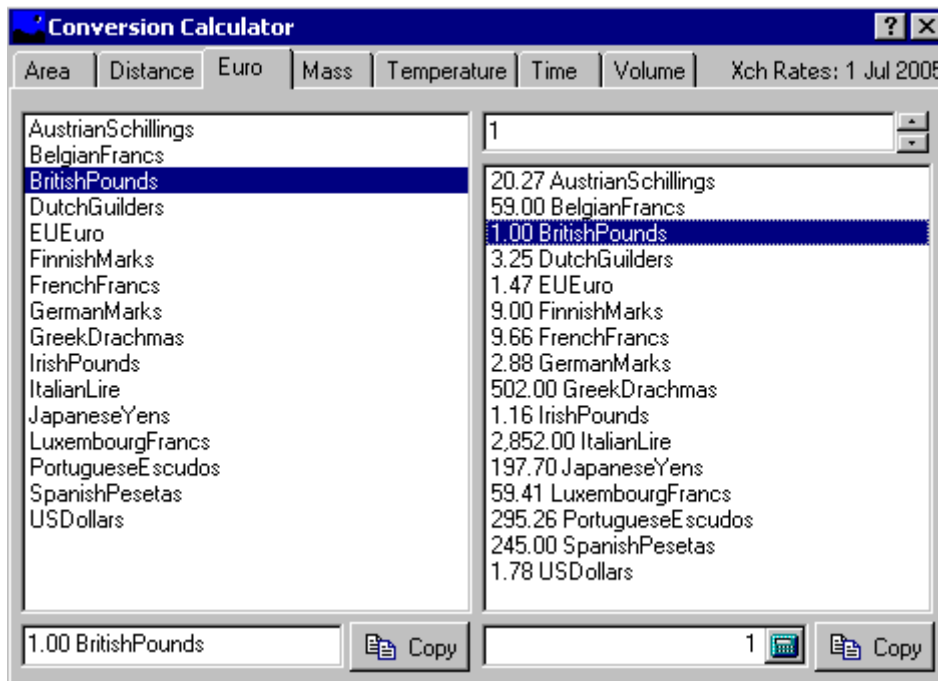 Conversion Calculator
Area Distance Euro Mass Temperature Time Volume Xch Rates: 1 Jul 2005
AustrianSchillings
BelgianFrancs
BritishPounds
DutchGuilders
EUEuro
FinnishMarks
FrenchFrancs
GermanMarks
GreekDrachmas
IrishPounds
ItalianLire
JapaneseYens
LuxembourgFrancs
PortugueseEscudos
SpanishPesetas
USDollars
1.00 BritishPounds
Copy
1
20.27 AustrianSchillings
59.00 BelgianFrancs
1.00 BritishPounds
3.25 DutchGuilders
1.47 EUEuro
9.00 FinnishMarks
9.66 FrenchFrancs
2.88 GermanMarks
502.00 GreekDrachmas
1.16 IrishPounds
2,852.00 ItalianLire
197.70 JapaneseYens
59.41 LuxembourgFrancs
295.26 PortugueseEscudos
245.00 SpanishPesetas
1.78 USDollars
1
Copy